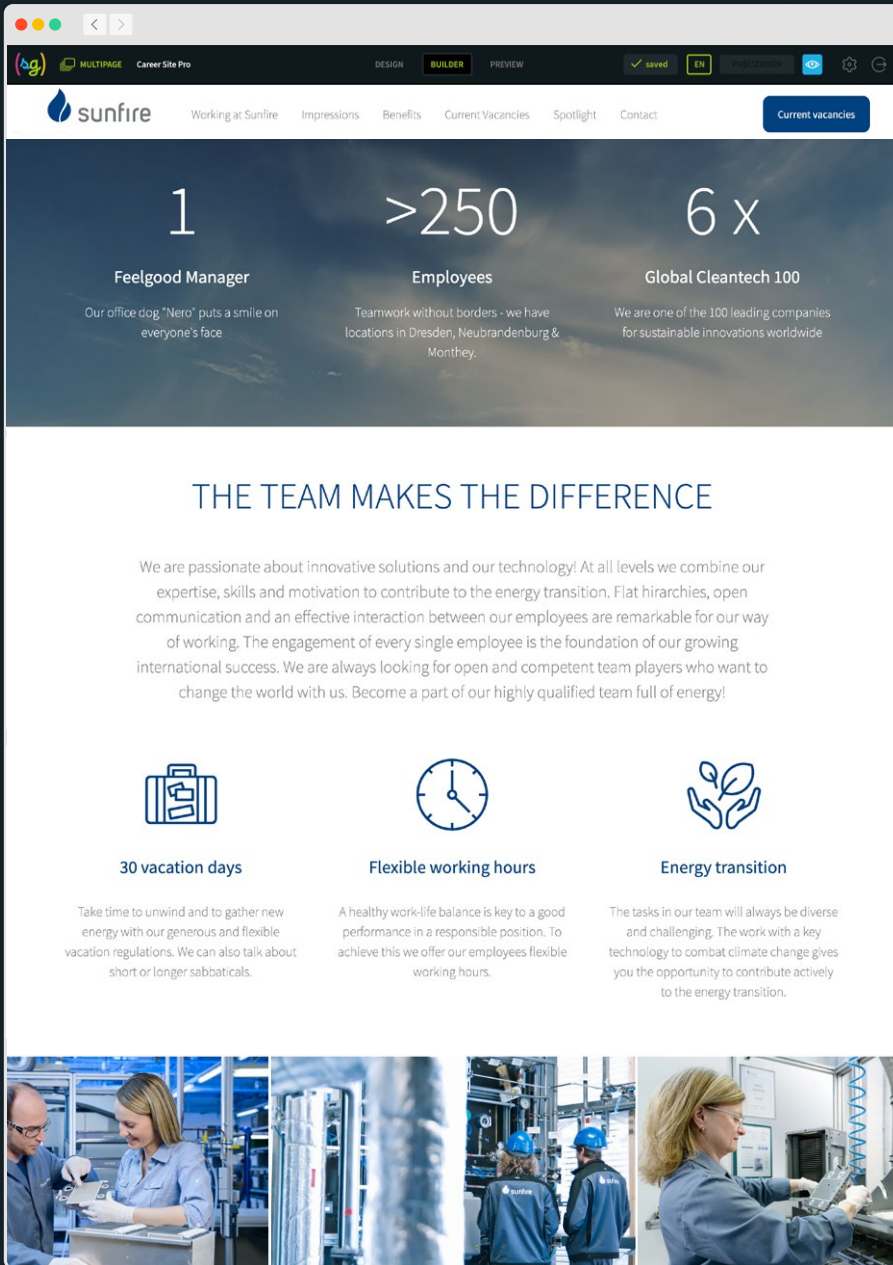 (sg) MULTIPAGE Career Site Pro DESIGN BUILDER PREVIEW saved EN PUBLIZIEREN
sunfire Working at Sunfire Impressions Benefits Current Vacancies Spotlight Contact Current vacancies
1 >250 6 x
Feelgood Manager Employees Global Cleantech 100
Our office dog "Nero" puts a smile on Teamwork without borders - we have We are one of the 100 leading companies
everyone's face locations in Dresden, Neubrandenburg & for sustainable innovations worldwide
Monthey.
THE TEAM MAKES THE DIFFERENCE
We are passionate about innovative solutions and our technology! At all levels we combine our
expertise, skills and motivation to contribute to the energy transition. Flat hirarchies, open
communication and an effective interaction between our employees are remarkable for our way
of working. The engagement of every single employee is the foundation of our growing
international success. We are always looking for open and competent team players who want to
change the world with us. Become a part of our highly qualified team full of energy!
30 vacation days Flexible working hours Energy transition
Take time to unwind and to gather new A healthy work-life balance is key to a good The tasks in our team will always be diverse
energy with our generous and flexible performance in a responsible position. To and challenging. The work with a key
vacation regulations. We can also talk about achieve this we offer our employees flexible technology to combat climate change gives
short or longer sabbaticals. working hours. you the opportunity to contribute actively
to the energy transition.
sunfire